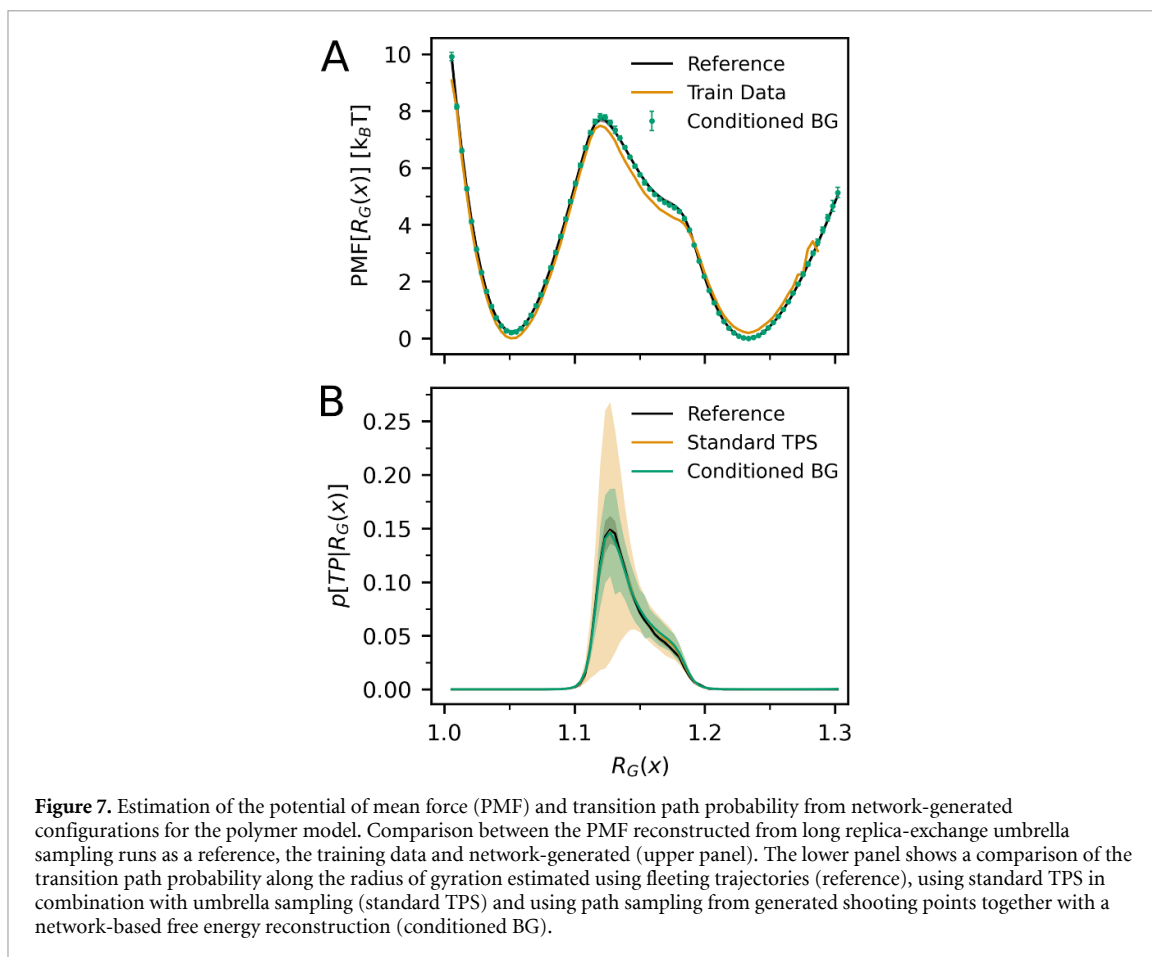 A
10
8
6
4
2
0
PMF[R_G(x)] [k_BT]
Reference
Train Data
Conditioned BG
B
0.25
0.20
0.15
0.10
0.05
0.00
p[TP|R_G(x)]
Reference
Standard TPS
Conditioned BG
1.0 1.1 1.2 1.3
R_G(x)
Figure 7. Estimation of the potential of mean force (PMF) and transition path probability from network-generated
configurations for the polymer model. Comparison between the PMF reconstructed from long replica-exchange umbrella
sampling runs as a reference, the training data and network-generated (upper panel). The lower panel shows a comparison of the
transition path probability along the radius of gyration estimated using fleeting trajectories (reference), using standard TPS in
combination with umbrella sampling (standard TPS) and using path sampling from generated shooting points together with a
network-based free energy reconstruction (conditioned BG).